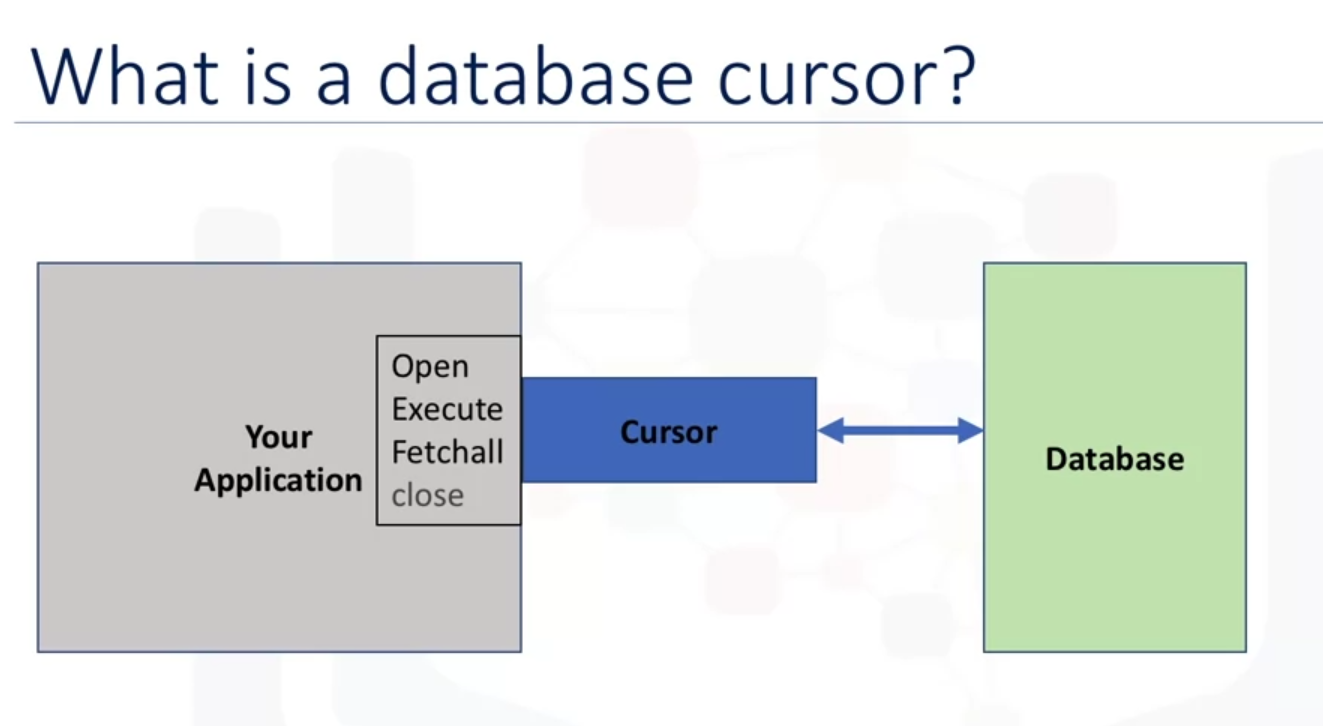 What is a database cursor?
Your
Application
Open
Execute
Fetchall
close
Cursor
Database